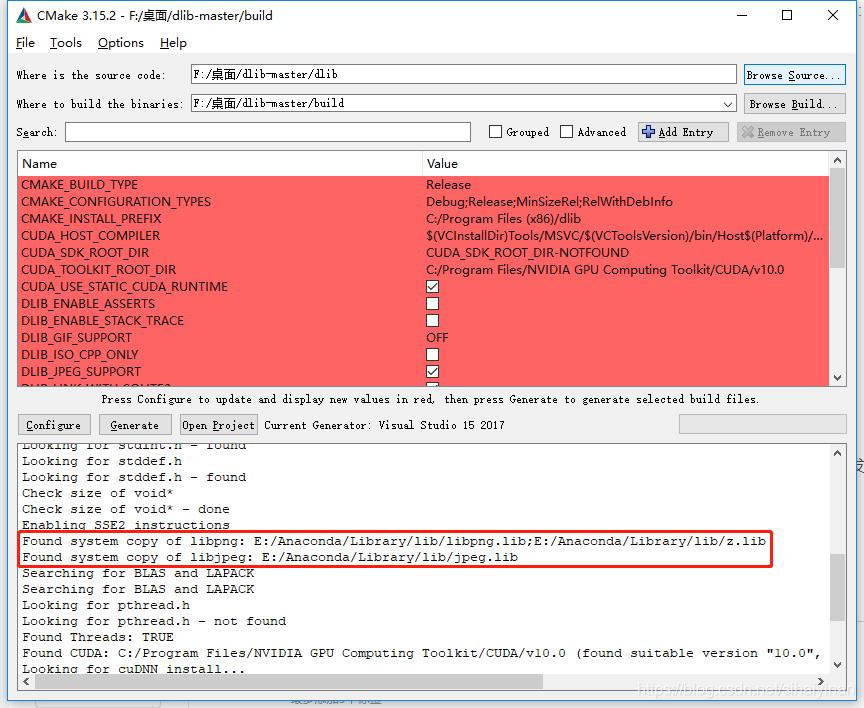 CMake 3.15.2 - F:/桌面/dlib-master/build
File Tools Options Help
Where is the source code: F:/桌面/dlib-master/dlib Browse Source...
Where to build the binaries: F:/桌面/dlib-master/build Browse Build...
Search: Grouped Advanced Add Entry Remove Entry
Name Value
CMAKE_BUILD_TYPE Release
CMAKE_CONFIGURATION_TYPES Debug;Release;MinSizeRel;RelWithDebInfo
CMAKE_INSTALL_PREFIX C:/Program Files (x86)/dlib
CUDA_HOST_COMPILER $(VCInstallDir)Tools/MSVC/$(VCToolsVersion)/bin/Host$(Platform)/...
CUDA_SDK_ROOT_DIR CUDA_SDK_ROOT_DIR-NOTFOUND
CUDA_TOOLKIT_ROOT_DIR C:/Program Files/NVIDIA GPU Computing Toolkit/CUDA/v10.0
CUDA_USE_STATIC_CUDA_RUNTIME
DLIB_ENABLE_ASSERTS
DLIB_ENABLE_STACK_TRACE
DLIB_GIF_SUPPORT OFF
DLIB_ISO_CPP_ONLY
DLIB_JPEG_SUPPORT
Press Configure to update and display new values in red, then press Generate to generate selected build files.
Configure Generate Open Project Current Generator: Visual Studio 15 2017
Looking for stdint.h - found
Looking for stddef.h
Looking for stddef.h - found
Check size of void*
Check size of void* - done
Enabling SSE2 instructions
Found system copy of libpng: E:/Anaconda/Library/lib/libpng.lib;E:/Anaconda/Library/lib/z.lib
Found system copy of libjpeg: E:/Anaconda/Library/lib/jpeg.lib
Searching for BLAS and LAPACK
Searching for BLAS and LAPACK
Looking for pthread.h
Looking for pthread.h - not found
Found Threads: TRUE
Found CUDA: C:/Program Files/NVIDIA GPU Computing Toolkit/CUDA/v10.0 (found suitable version "10.0",
Looking for cuDNN install...